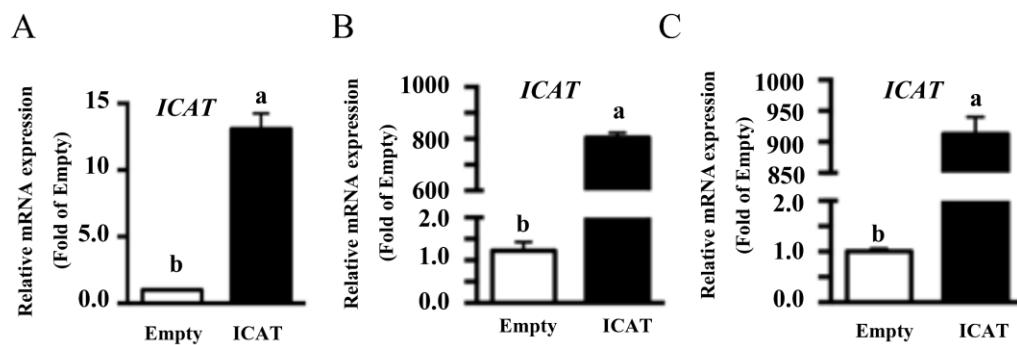 A
Relative mRNA expression
(Fold of Empty)
15
10
5.0
0.0
ICAT
b
a
Empty
ICAT
B
Relative mRNA expression
(Fold of Empty)
1000
800
600
2.0
1.0
0.0
ICAT
b
a
Empty
ICAT
C
Relative mRNA expression
(Fold of Empty)
1000
950
900
850
2.0
1.0
0.0
ICAT
b
a
Empty
ICAT